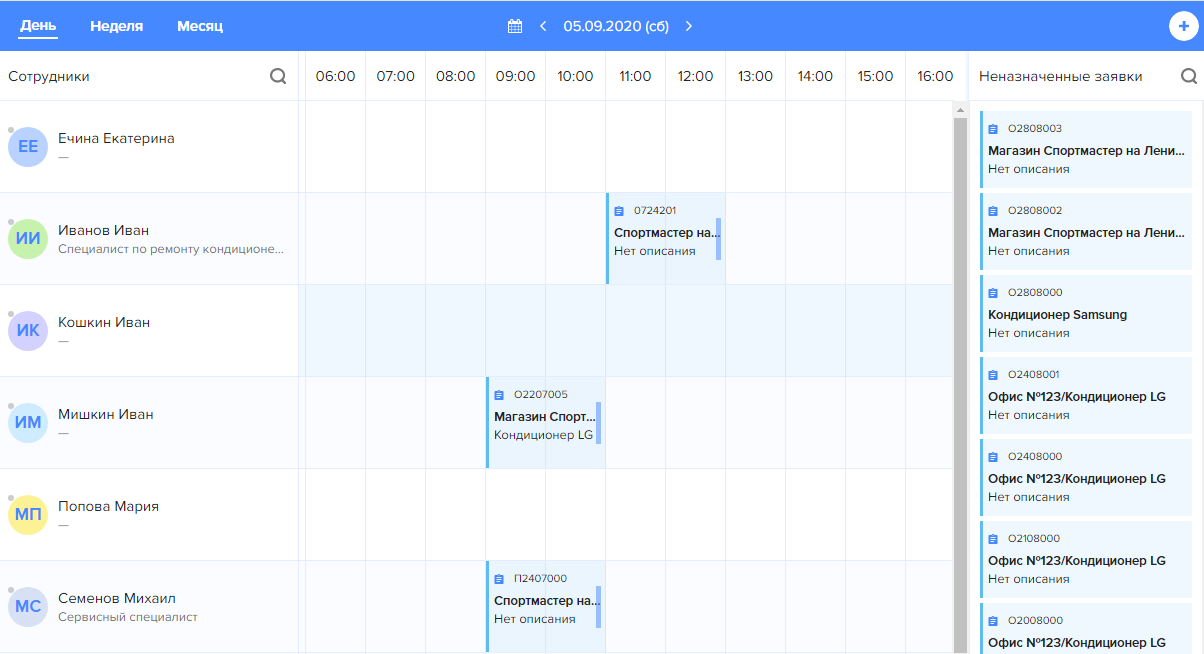 День Неделя Месяц 05.09.2020 (сб)
Сотрудники 06:00 07:00 08:00 09:00 10:00 11:00 12:00 13:00 14:00 15:00 16:00 Неназначенные заявки
ЕЕ Ечина Екатерина
—
ИИ Иванов Иван
Специалист по ремонту кондиционе...
0724201
Спортмастер на...
Нет описания
ИК Кошкин Иван
—
ИМ Мишкин Иван
—
О2207005
Магазин Спорт...
Кондиционер LG
МП Попова Мария
—
МС Семенов Михаил
Сервисный специалист
П2407000
Спортмастер на...
Нет описания
О2808003
Магазин Спортмастер на Лени...
Нет описания
О2808002
Магазин Спортмастер на Лени...
Нет описания
О2808000
Кондиционер Samsung
Нет описания
О2408001
Офис №123/Кондиционер LG
Нет описания
О2408000
Офис №123/Кондиционер LG
Нет описания
О2108000
Офис №123/Кондиционер LG
Нет описания
О2008000
Офис №123/Кондиционер LG